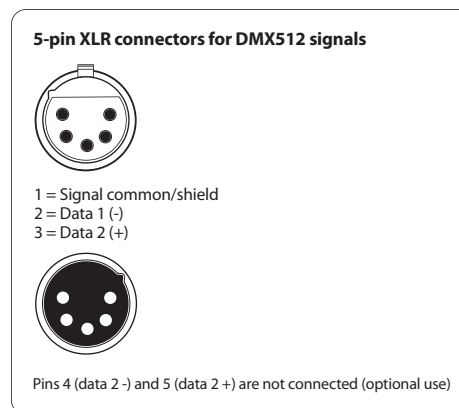 5-pin XLR connectors for DMX512 signals
1 = Signal common/shield
2 = Data 1 (-)
3 = Data 2 (+)
Pins 4 (data 2 -) and 5 (data 2 +) are not connected (optional use)